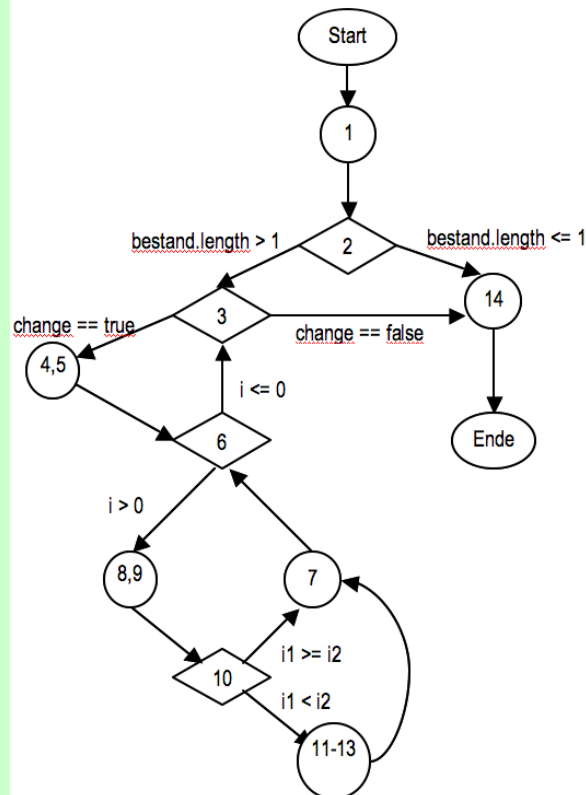 Start
1
bestand.length > 1
2
bestand.length <= 1
14
3
change == true
change == false
4,5
i <= 0
6
Ende
i > 0
8,9
7
i1 >= i2
10
i1 < i2
11-13